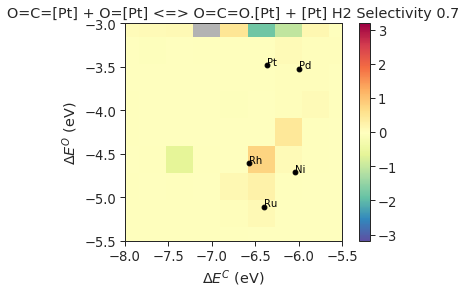 O=C=[Pt] + O=[Pt] <=> O=C=O.[Pt] + [Pt] H2 Selectivity 0.7
−3.0
−3.5
−4.0
−4.5
−5.0
−5.5
ΔE^O (eV)
Pt
Pd
Rh
Ni
Ru
3
2
1
0
−1
−2
−3
−8.0 −7.5 −7.0 −6.5 −6.0 −5.5
ΔE^C (eV)